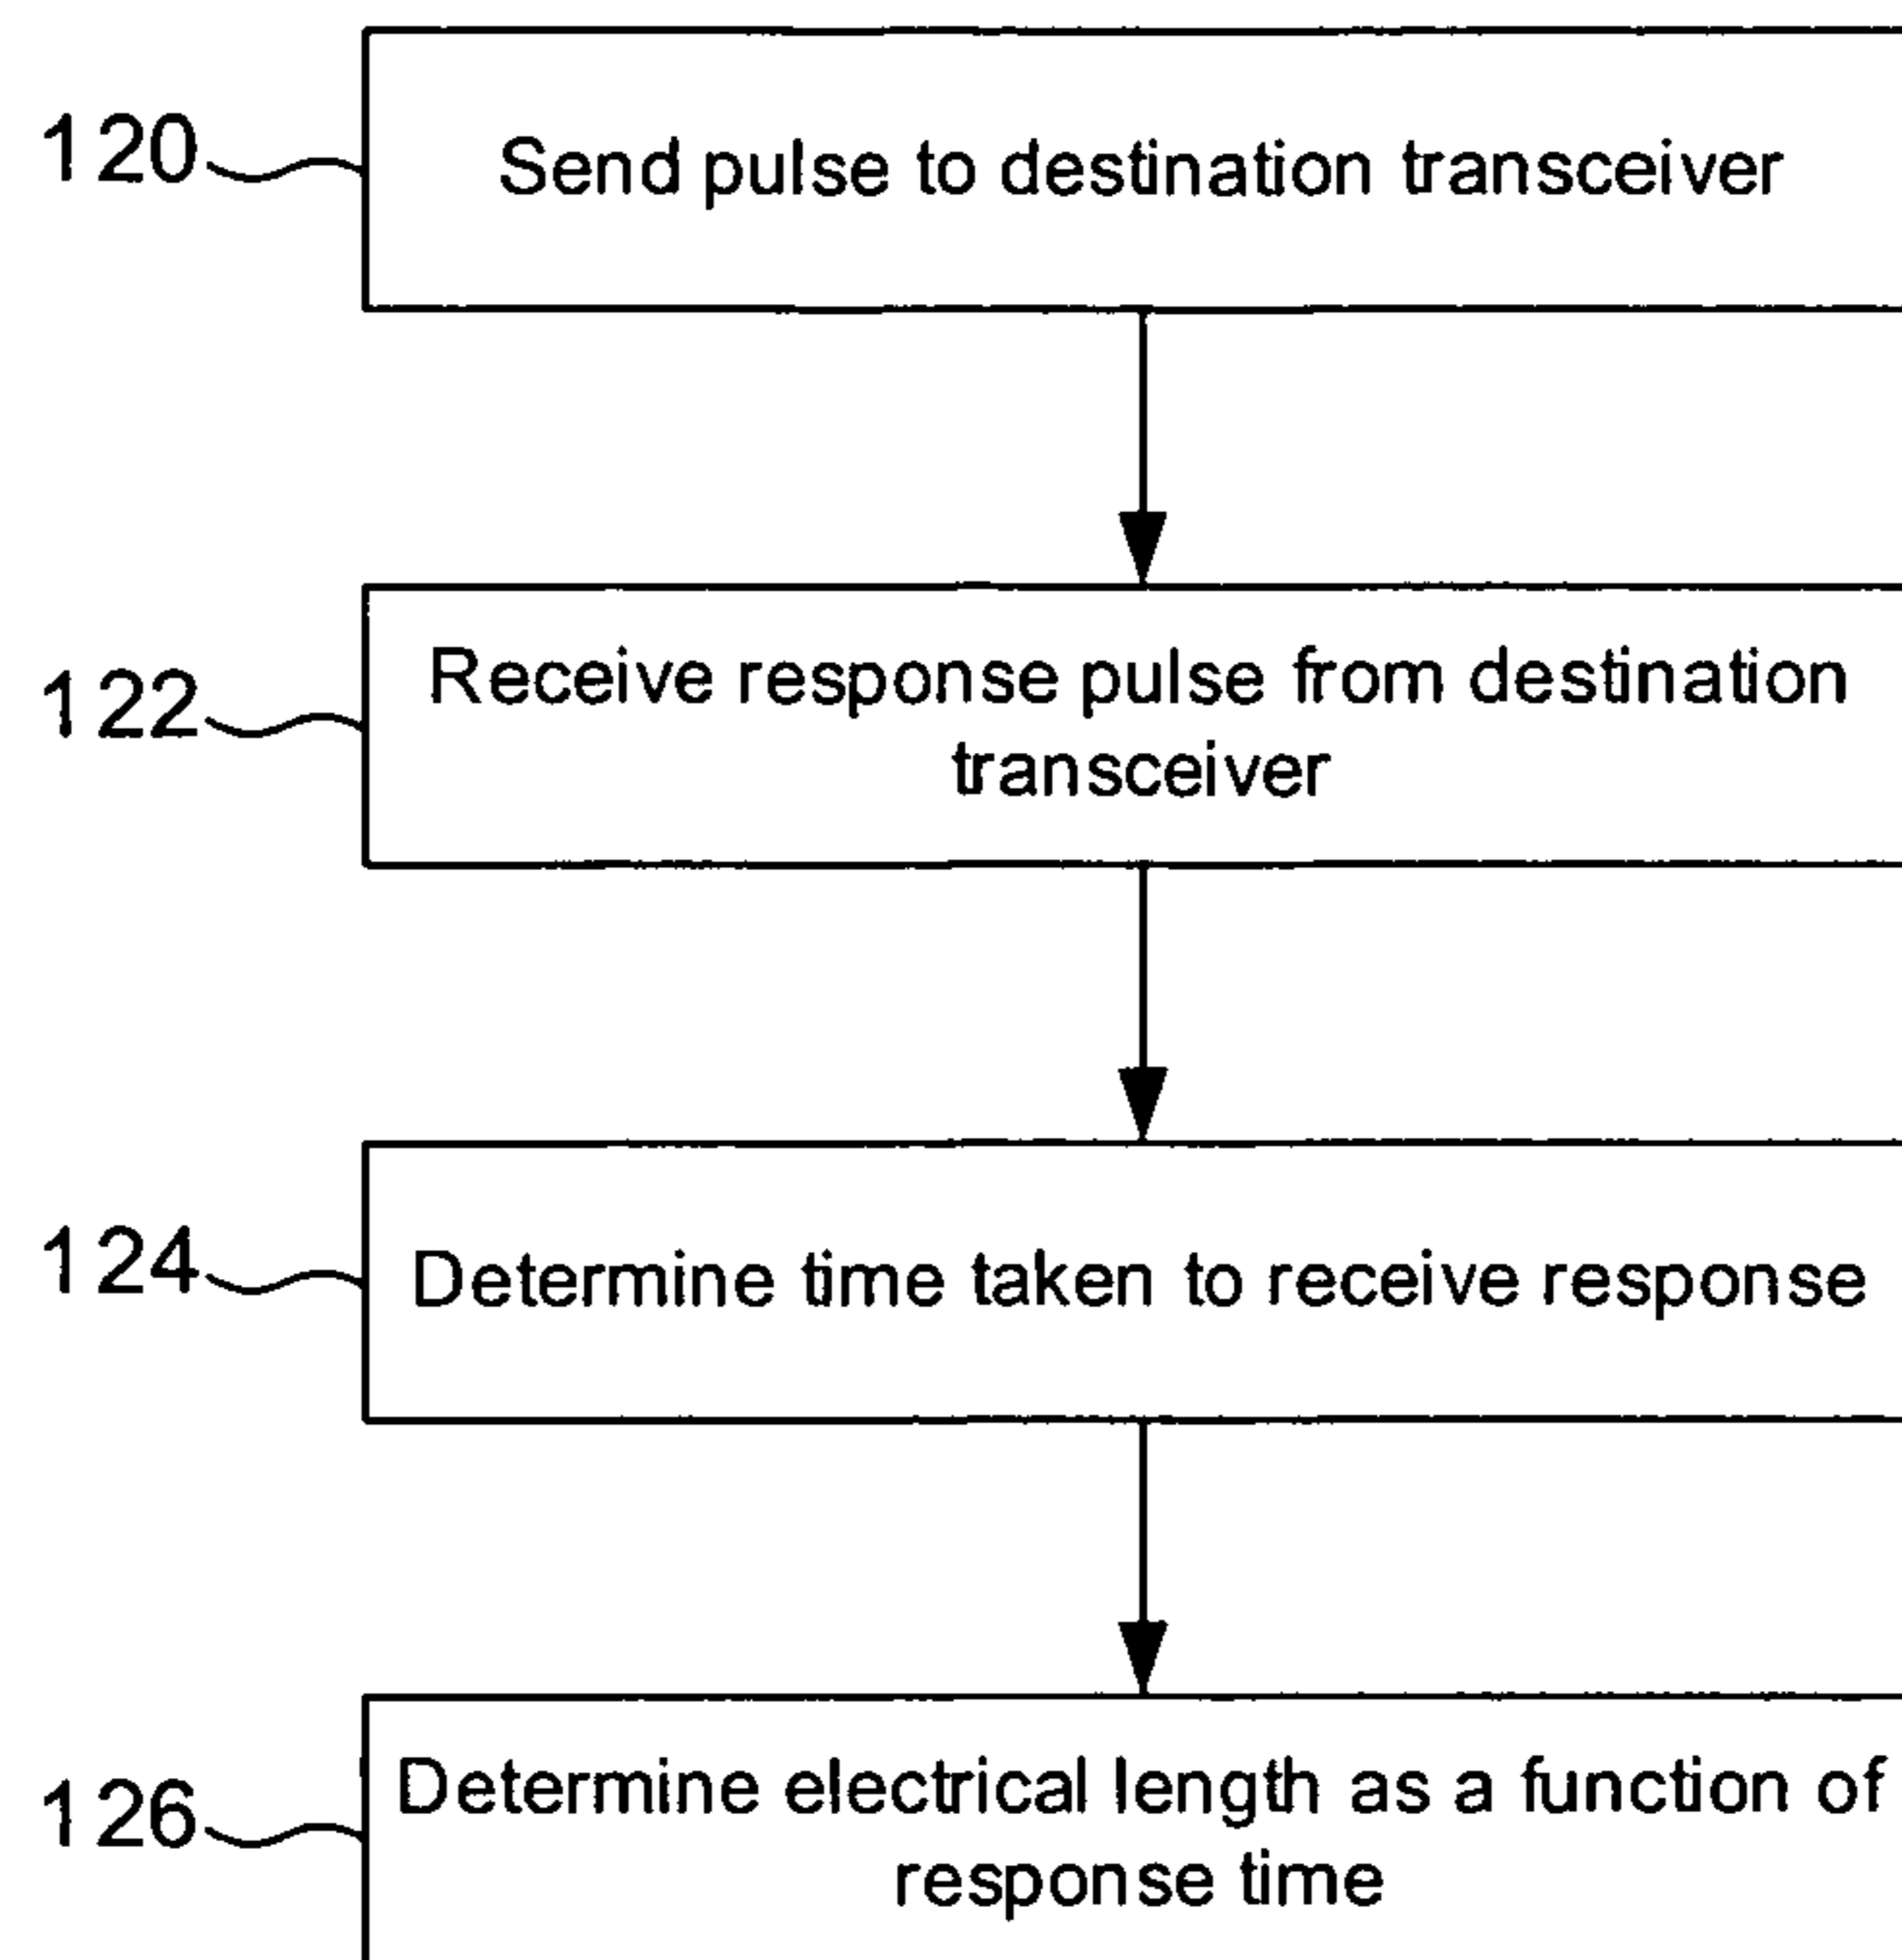 120
Send pulse to destination transceiver
122
Receive response pulse from destination
transceiver
124
Determine time taken to receive response
126
Determine electrical length as a function of
response time